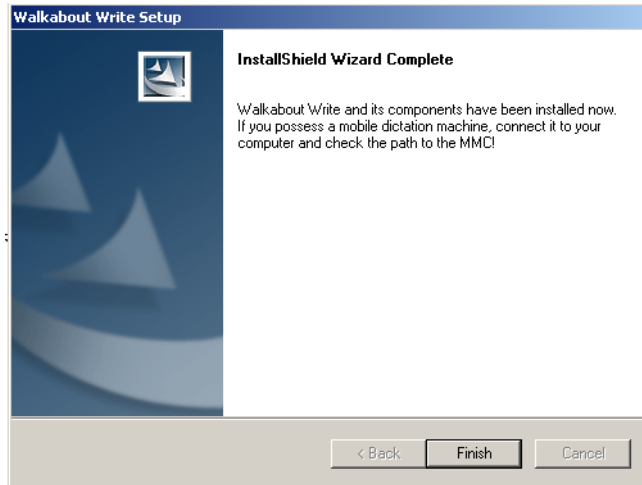 Walkabout Write Setup
InstallShield Wizard Complete
Walkabout Write and its components have been installed now.
If you possess a mobile dictation machine, connect it to your
computer and check the path to the MMC!
< Back
Finish
Cancel